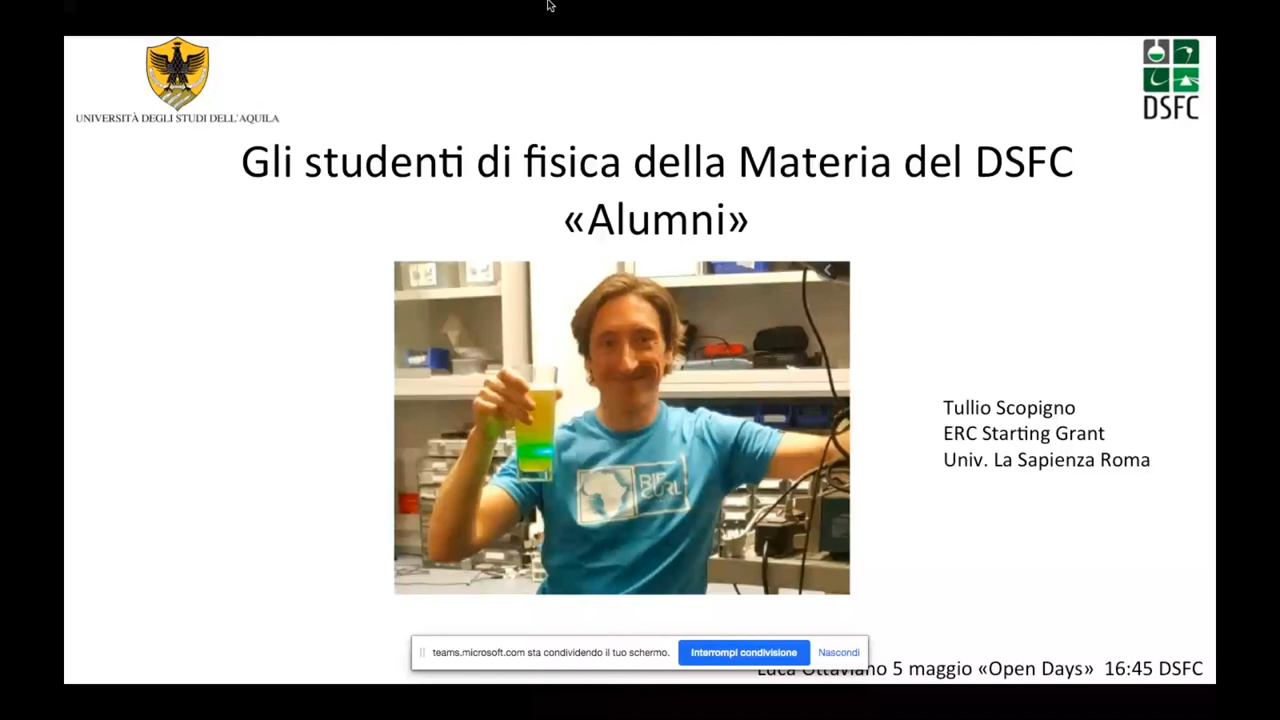 UNIVERSITÀ DEGLI STUDI DELL'AQUILA
DSFC
Gli studenti di fisica della Materia del DSFC
«Alumni»
Tullio Scopigno
ERC Starting Grant
Univ. La Sapienza Roma
teams.microsoft.com sta condividendo il tuo schermo.
Interrompi condivisione
Nascondi
Luca Ottaviano 5 maggio «Open Days» 16:45 DSFC